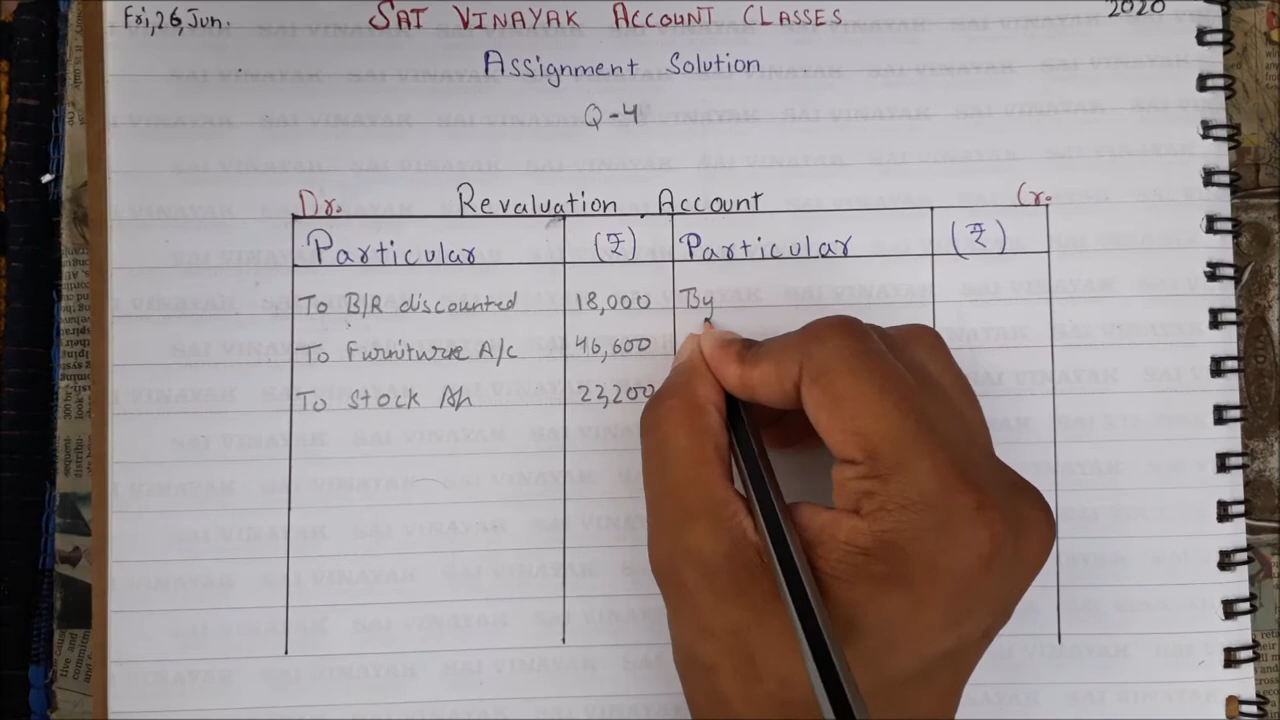 Fri, 26, Jun.
SAI VINAYAK ACCOUNT CLASSES
2020
Assignment Solution
Q-4
Dr. Revaluation Account Cr.
Particular (₹) Particular (₹)
To B/R discounted 18,000 By
To Furniture A/c 46,600
To Stock A/c 23,200